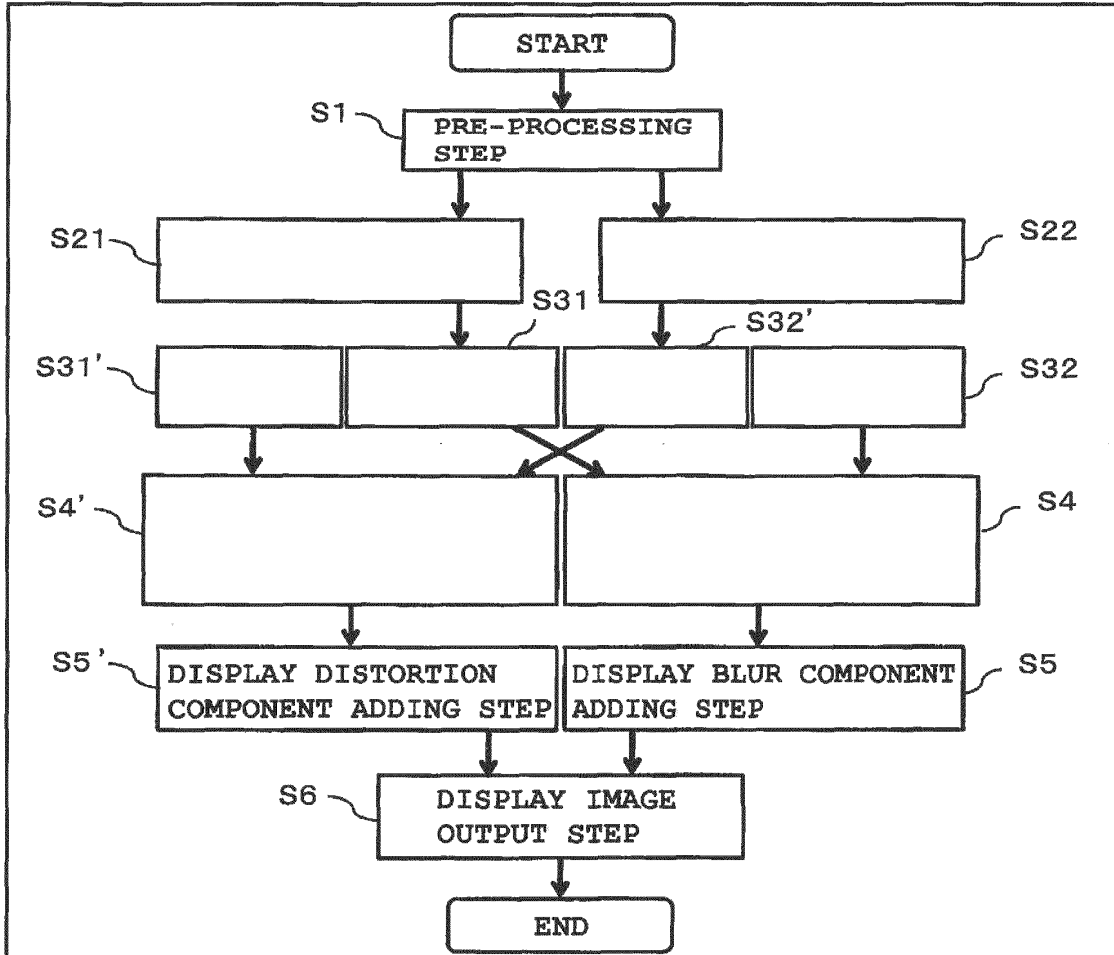 START
S1
PRE-PROCESSING
STEP
S21
S22
S31
S32'
S31'
S32
S4'
S4
S5'
DISPLAY DISTORTION
COMPONENT ADDING STEP
DISPLAY BLUR COMPONENT
ADDING STEP
S5
S6
DISPLAY IMAGE
OUTPUT STEP
END